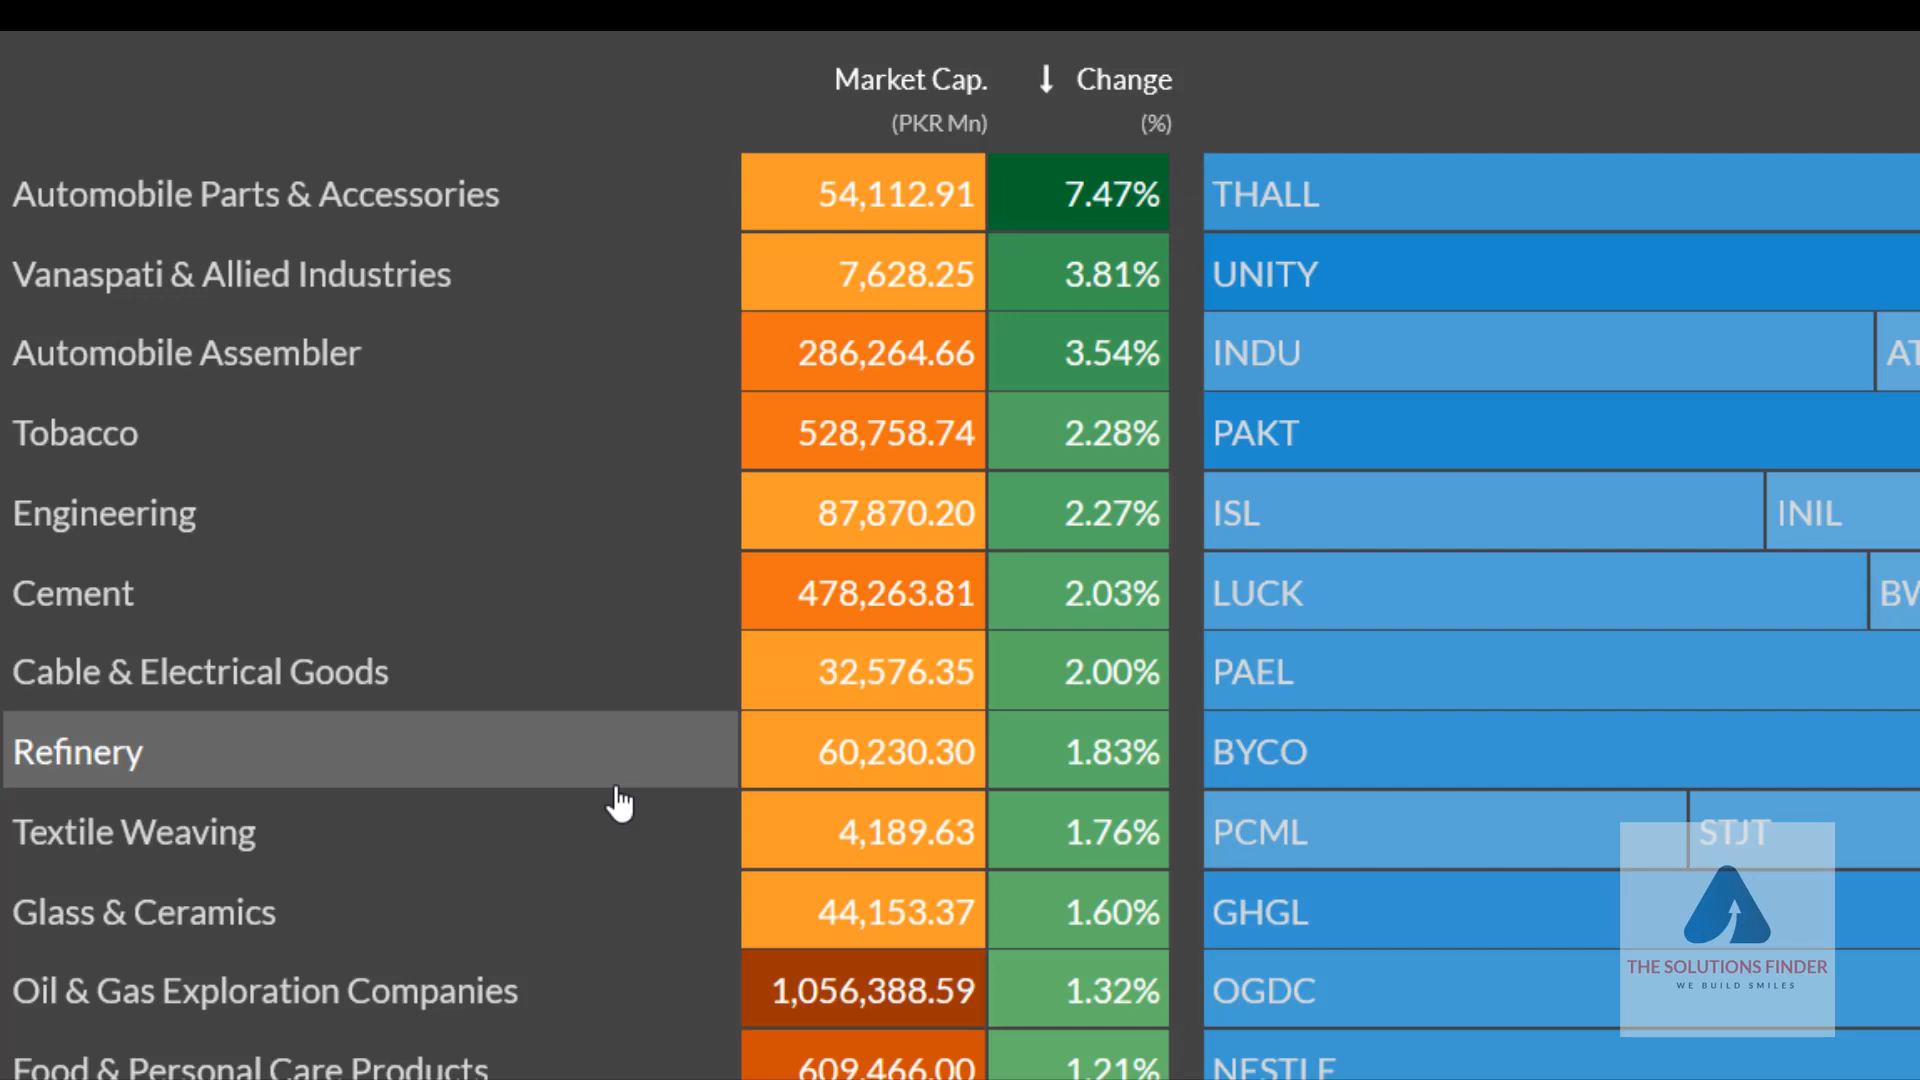 Market Cap. ↓ Change
(PKR Mn) (%)
Automobile Parts & Accessories 54,112.91 7.47% THALL
Vanaspati & Allied Industries 7,628.25 3.81% UNITY
Automobile Assembler 286,264.66 3.54% INDU AT
Tobacco 528,758.74 2.28% PAKT
Engineering 87,870.20 2.27% ISL INIL
Cement 478,263.81 2.03% LUCK BW
Cable & Electrical Goods 32,576.35 2.00% PAEL
Refinery 60,230.30 1.83% BYCO
Textile Weaving 4,189.63 1.76% PCML STJT
Glass & Ceramics 44,153.37 1.60% GHGL
Oil & Gas Exploration Companies 1,056,388.59 1.32% OGDC
Food & Personal Care Products 609,466.00 1.21% NESTLE
THE SOLUTIONS FINDER
WE BUILD SMILES